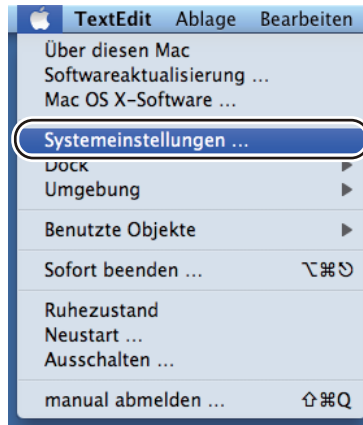 TextEdit Ablage Bearbeiten
Über diesen Mac
Softwareaktualisierung ...
Mac OS X-Software ...
Systemeinstellungen ...
Dock
Umgebung
Benutzte Objekte
Sofort beenden ... ⌥⌘⎋
Ruhezustand
Neustart ...
Ausschalten ...
manual abmelden ... ⇧⌘Q